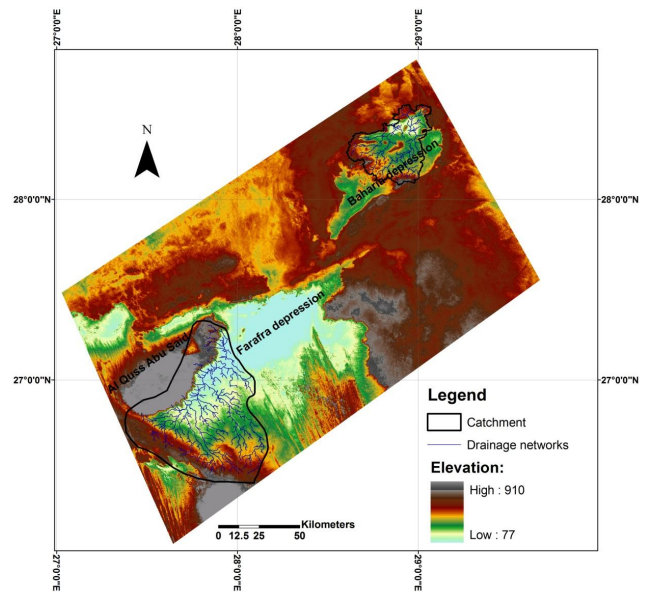 27°0'0"E
28°0'0"E
29°0'0"E
N
28°0'0"N
28°0'0"N
Baharia depression
Farafra depression
Al Quss Abu Said
27°0'0"N
27°0'0"N
Legend
Catchment
Drainage networks
Elevation:
High : 910
Low : 77
Kilometers
0 12.5 25 50
27°0'0"E
28°0'0"E
29°0'0"E